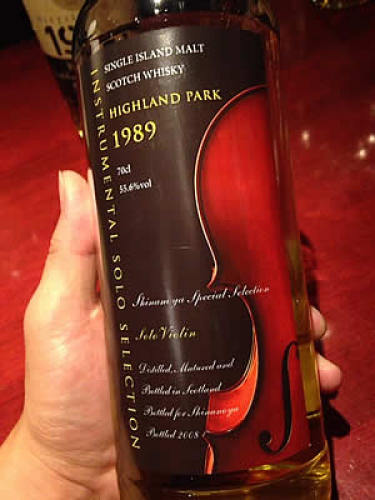 SINGLE ISLAND MALT
SCOTCH WHISKY
HIGHLAND PARK
1989
70cl
55.6%vol
INSTRUMENTAL SOLO SELECTION
Shinanoya Special Selection
Solo Violin
Distilled, Matured and
Bottled in Scotland
Bottled for Shinanoya
Bottled 2008
19